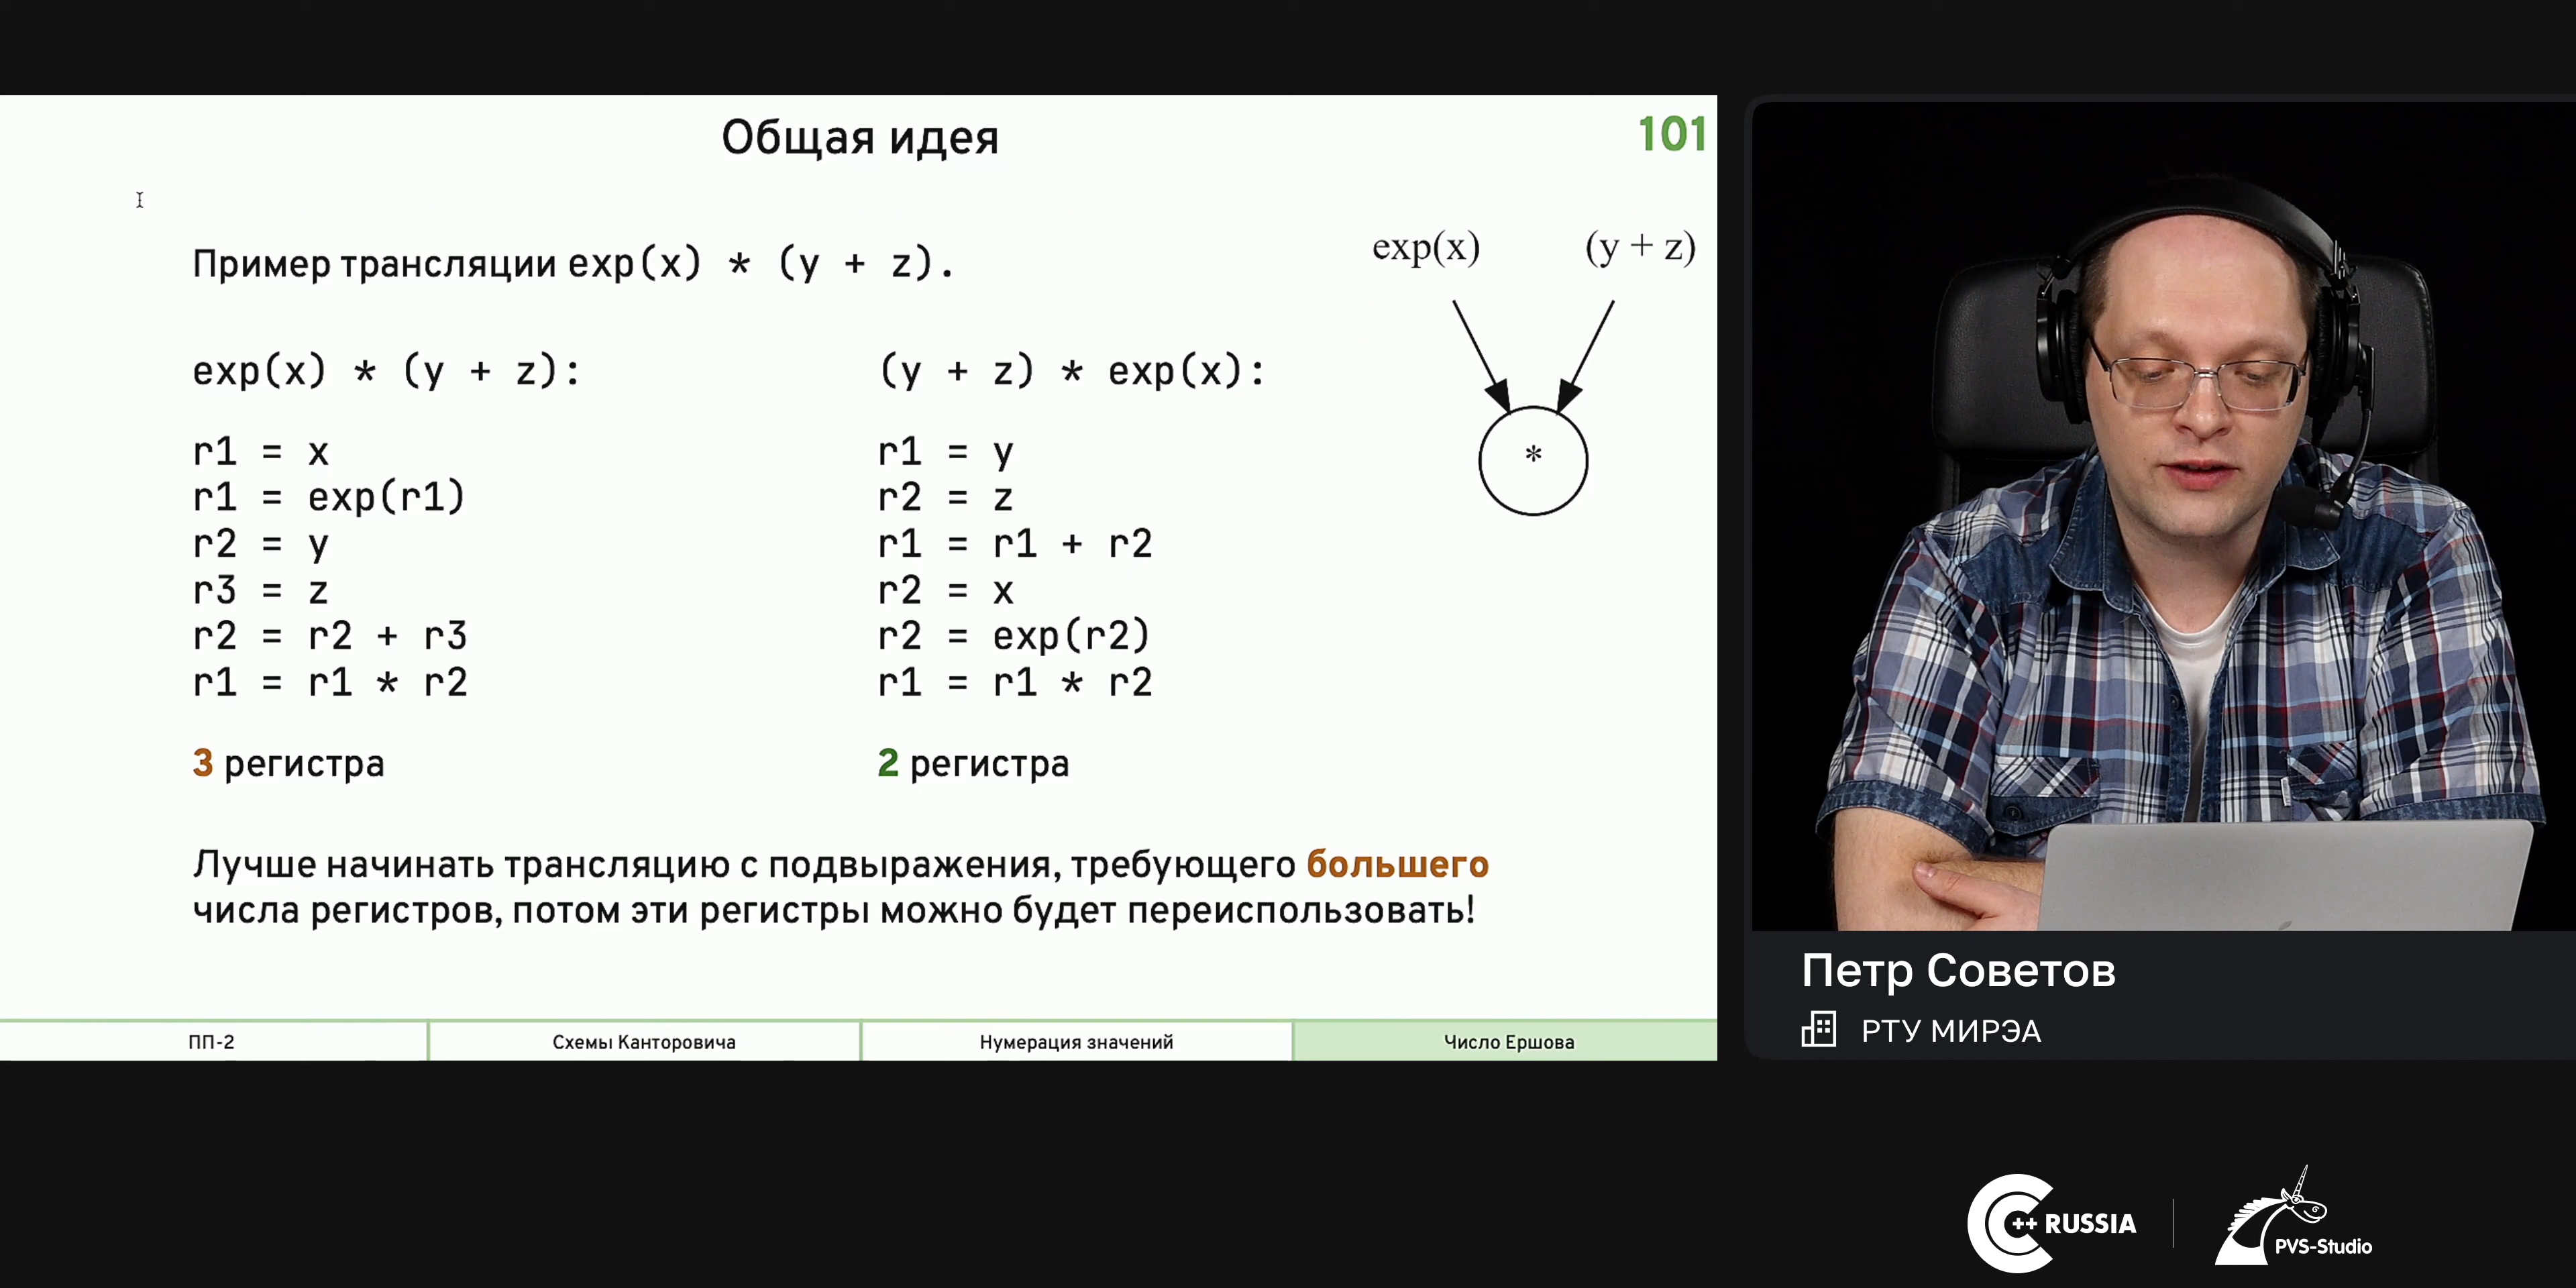 Общая идея
101
Пример трансляции exp(x) * (y + z).
exp(x) (y + z)
*
exp(x) * (y + z):
r1 = x
r1 = exp(r1)
r2 = y
r3 = z
r2 = r2 + r3
r1 = r1 * r2
3 регистра
(y + z) * exp(x):
r1 = y
r2 = z
r1 = r1 + r2
r2 = x
r2 = exp(r2)
r1 = r1 * r2
2 регистра
Лучше начинать трансляцию с подвыражения, требующего большего
числа регистров, потом эти регистры можно будет переиспользовать!
ПП-2 Схемы Канторовича Нумерация значений Число Ершова
Петр Советов
РТУ МИРЭА
C++ RUSSIA
PVS-Studio